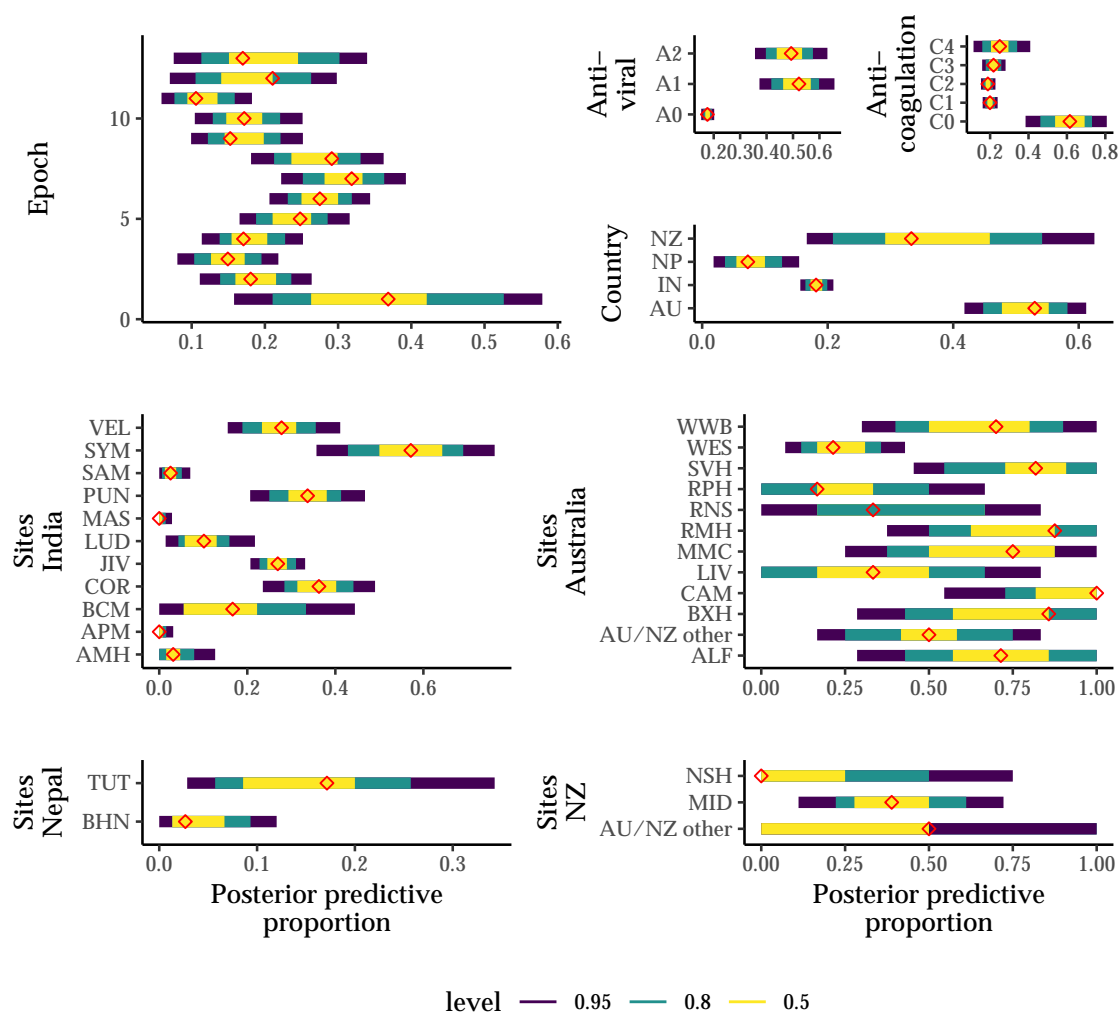 Epoch
10
5
0
0.1 0.2 0.3 0.4 0.5 0.6
Anti−
viral
A2
A1
A0
0.20.30.40.50.6
Anti−
coagulation
C4
C3
C2
C1
C0
0.2 0.4 0.6 0.8
Country
NZ
NP
IN
AU
0.0 0.2 0.4 0.6
Sites
India
VEL
SYM
SAM
PUN
MAS
LUD
JIV
COR
BCM
APM
AMH
0.0 0.2 0.4 0.6
Sites
Australia
WWB
WES
SVH
RPH
RNS
RMH
MMC
LIV
CAM
BXH
AU/NZ other
ALF
0.00 0.25 0.50 0.75 1.00
Sites
Nepal
TUT
BHN
0.0 0.1 0.2 0.3
Posterior predictive
proportion
Sites
NZ
NSH
MID
AU/NZ other
0.00 0.25 0.50 0.75 1.00
Posterior predictive
proportion
level 0.95 0.8 0.5